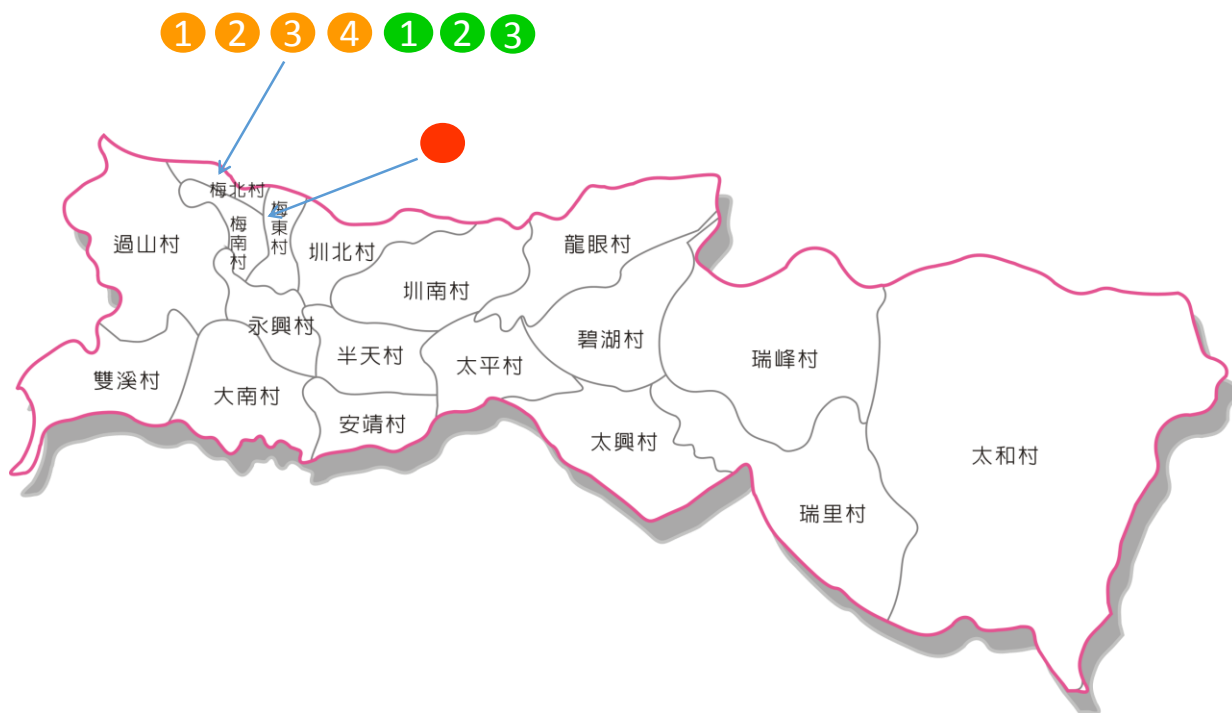 1 2 3 4 1 2 3
梅北村
梅東村
梅南村
過山村
圳北村
龍眼村
圳南村
永興村
碧湖村
半天村
太平村
瑞峰村
雙溪村
大南村
安靖村
太興村
太和村
瑞里村